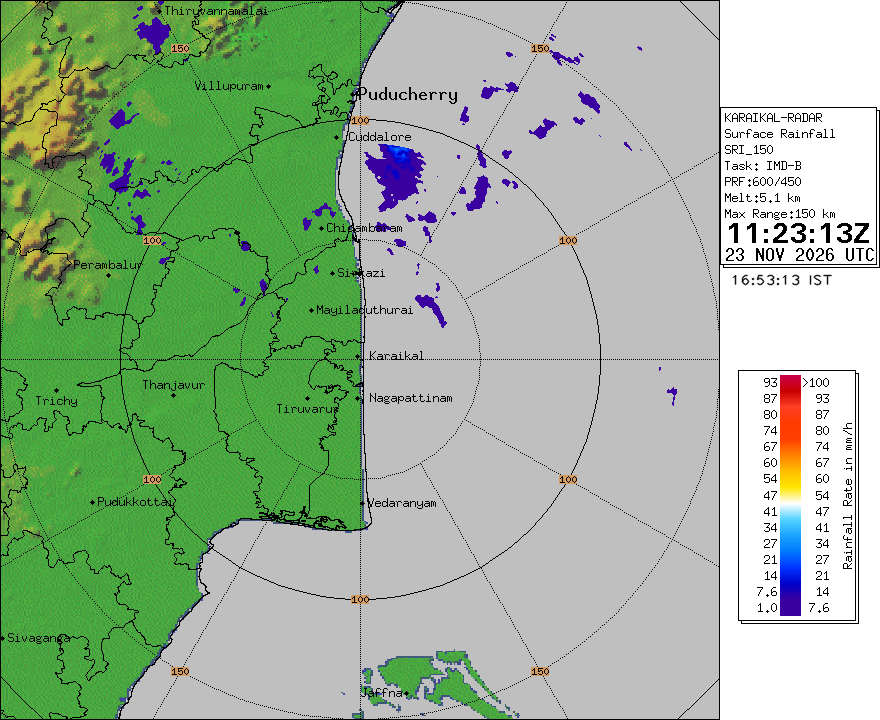 Thiruvannamalai
150
150
Villupuram
Puducherry
100
Cuddalore
KARAIKAL-RADAR
Surface Rainfall
SRI_150
Task: IMD-B
PRF:600/450
Melt:5.1 km
Max Range:150 km
11:23:13Z
23 NOV 2026 UTC
16:53:13 IST
Chidambaram
100
100
Perambalur
Sirkazi
Mayiladuthurai
Karaikal
Thanjavur
Trichy
Tiruvarur
Nagapattinam
93 >100
87 93
80 87
74 80
67 74
60 67
54 60
47 54
41 47
34 41
27 34
21 27
14 21
7.6 14
1.0 7.6
Rainfall Rate in mm/h
100
100
Pudukkottai
Vedaranyam
100
Sivaganga
150
150
Jaffna